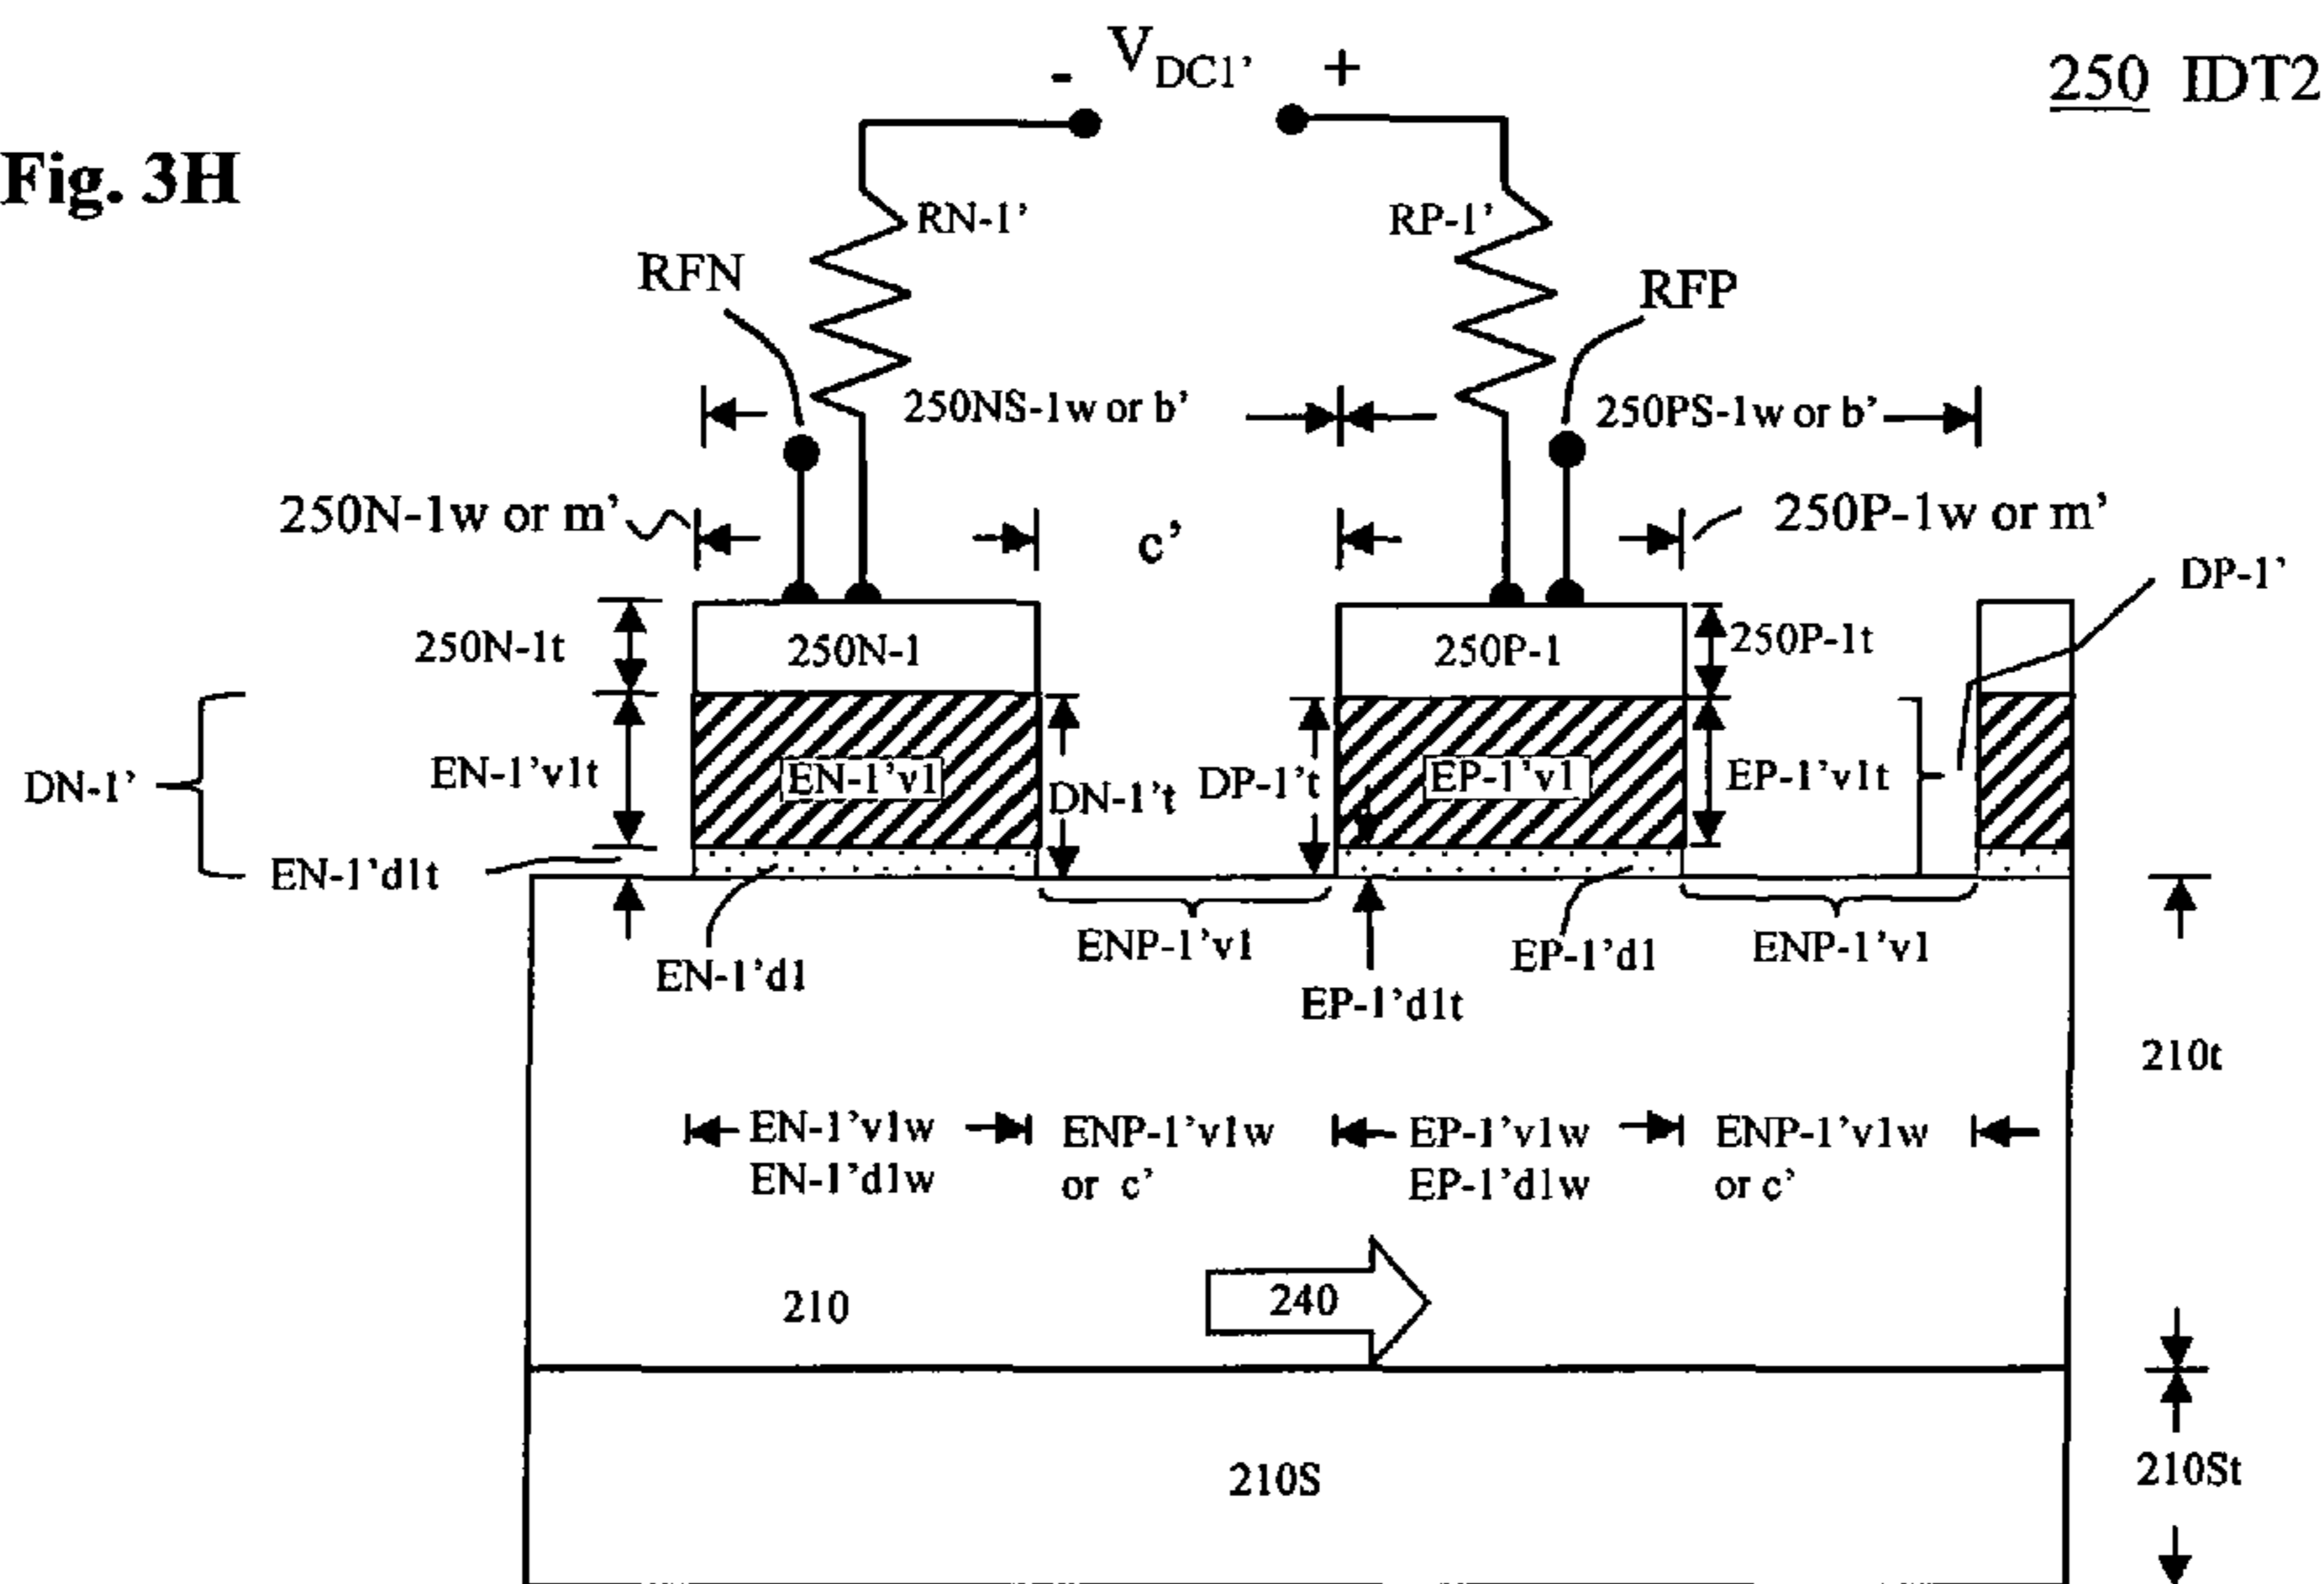 - V DC1’ +
250 IDT2
Fig. 3H
RN-1’
RP-1’
RFN
RFP
250NS-1w or b’
250PS-1w or b’
250N-1w or m’
c’
250P-1w or m’
DP-1’
250N-1t
250N-1
250P-1
250P-1t
DN-1’
EN-1’v1t
EN-1’v1
DN-1’t
DP-1’t
EP-1’v1
EP-1’v1t
EN-1’d1t
EN-1’d1
ENP-1’v1
EP-1’d1
ENP-1’v1
EP-1’d1t
210t
EN-1’v1w
EN-1’d1w
ENP-1’v1w
or c’
EP-1’v1w
EP-1’d1w
ENP-1’v1w
or c’
210
240
210S
210St